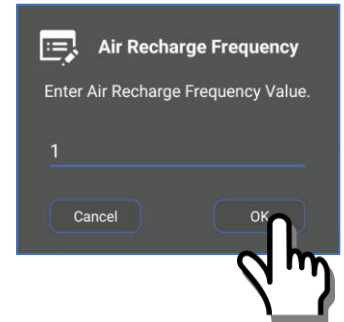 Air Recharge Frequency
Enter Air Recharge Frequency Value.
1
Cancel
OK